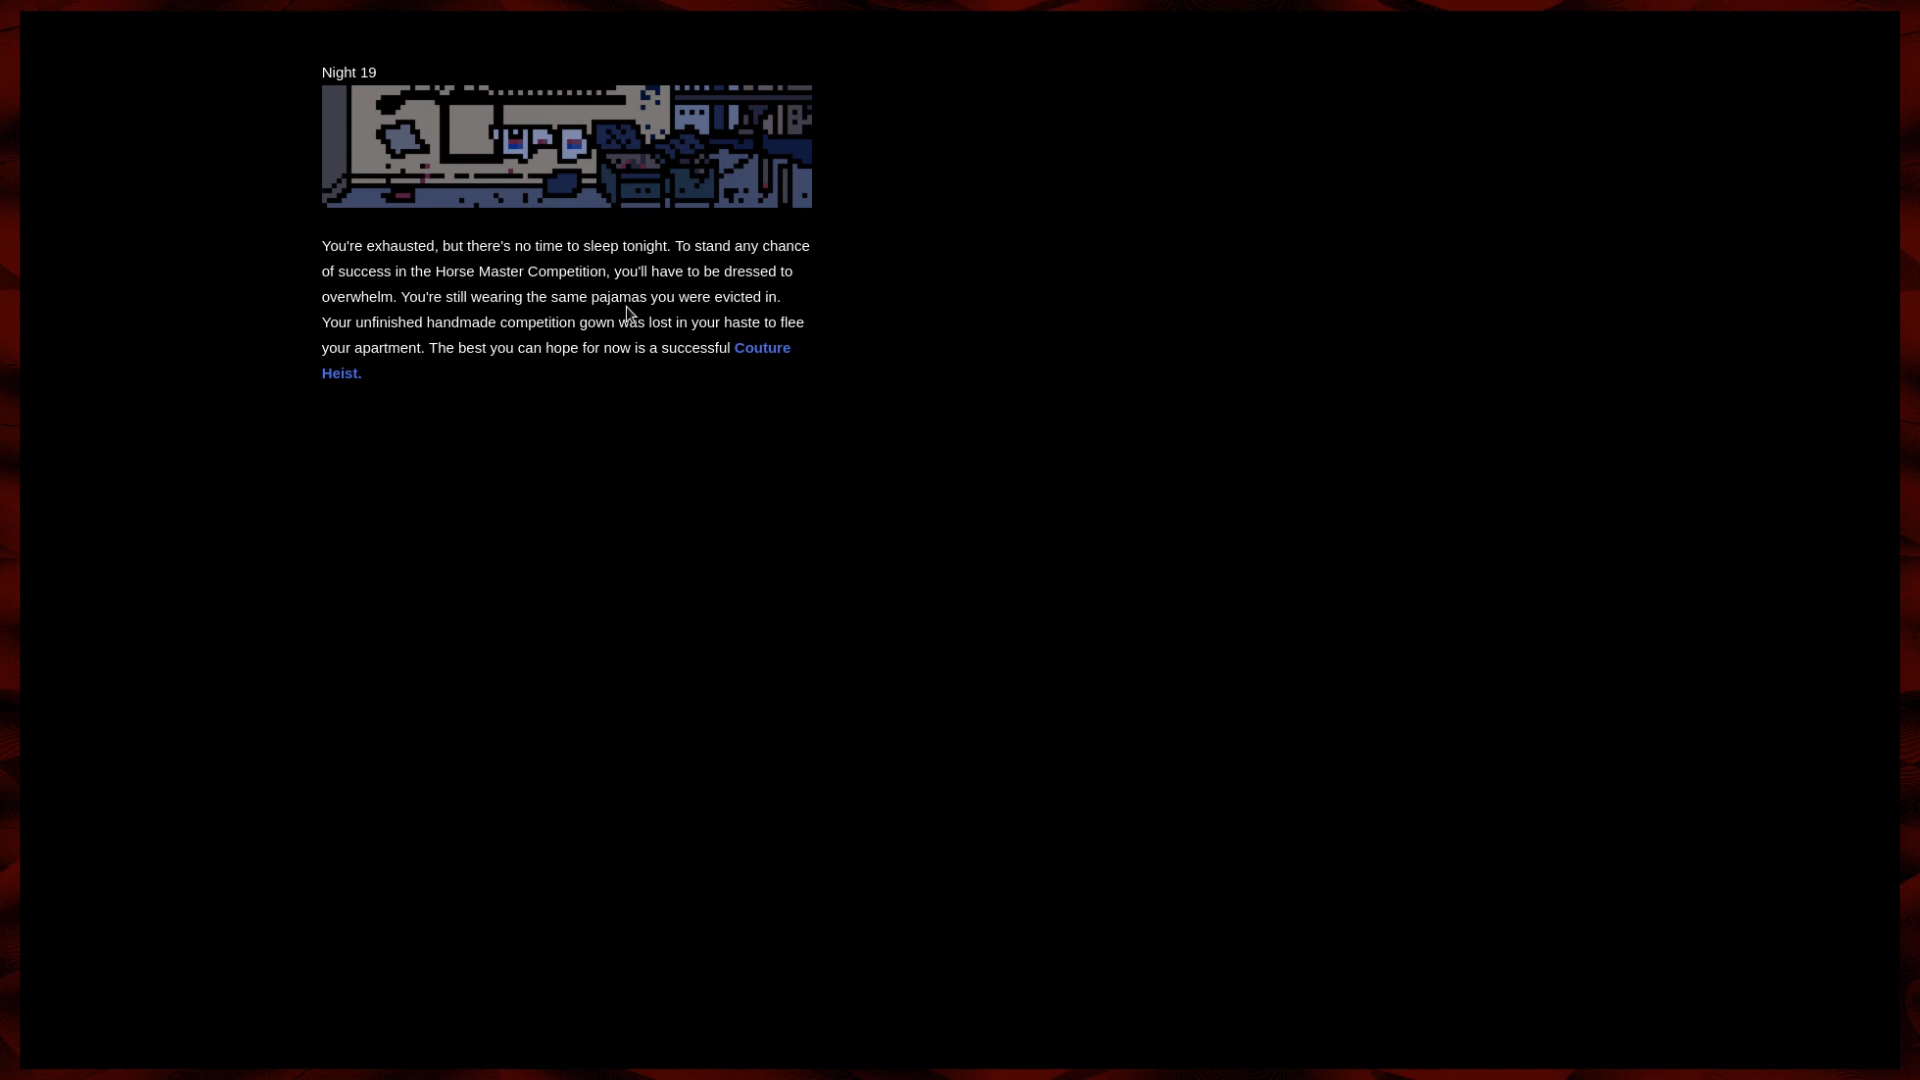 Night 19
You're exhausted, but there's no time to sleep tonight. To stand any chance
of success in the Horse Master Competition, you'll have to be dressed to
overwhelm. You're still wearing the same pajamas you were evicted in.
Your unfinished handmade competition gown was lost in your haste to flee
your apartment. The best you can hope for now is a successful Couture
Heist.